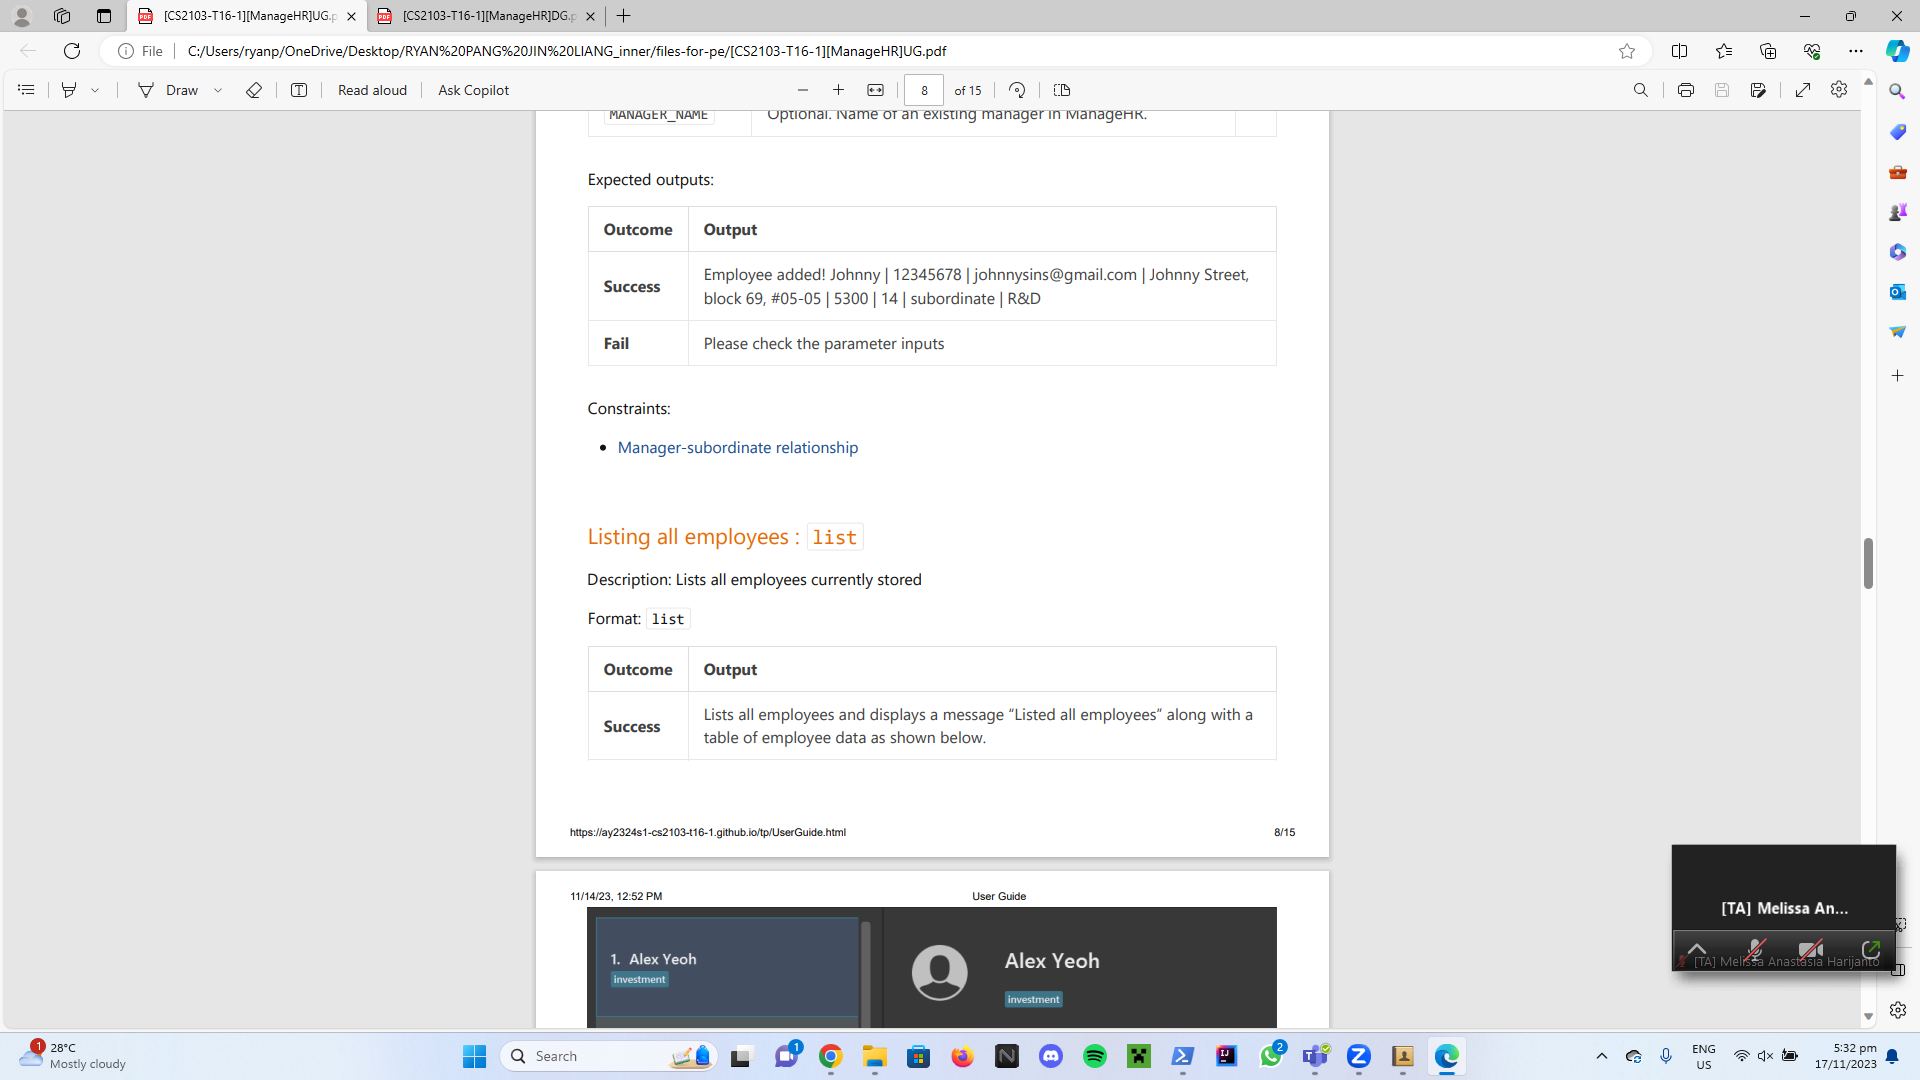 [CS2103-T16-1][ManageHR]UG.p
[CS2103-T16-1][ManageHR]DG.p
File
C:/Users/ryanp/OneDrive/Desktop/RYAN%20PANG%20JIN%20LIANG_inner/files-for-pe/[CS2103-T16-1][ManageHR]UG.pdf
Draw
Read aloud
Ask Copilot
8
of 15
MANAGER_NAME
Optional. Name of an existing manager in ManageHR.
Expected outputs:
Outcome Output
Success
Employee added! Johnny | 12345678 | johnnysins@gmail.com | Johnny Street,
block 69, #05-05 | 5300 | 14 | subordinate | R&D
Fail Please check the parameter inputs
Constraints:
Manager-subordinate relationship
Listing all employees : list
Description: Lists all employees currently stored
Format: list
Outcome Output
Success
Lists all employees and displays a message “Listed all employees” along with a
table of employee data as shown below.
https://ay2324s1-cs2103-t16-1.github.io/tp/UserGuide.html 8/15
11/14/23, 12:52 PM User Guide
1. Alex Yeoh
investment
Alex Yeoh
investment
[TA] Melissa An...
[TA] Melissa Anastasia Harijanto
1
28°C
Mostly cloudy
Search
1
2
ENG
US
5:32 pm
17/11/2023